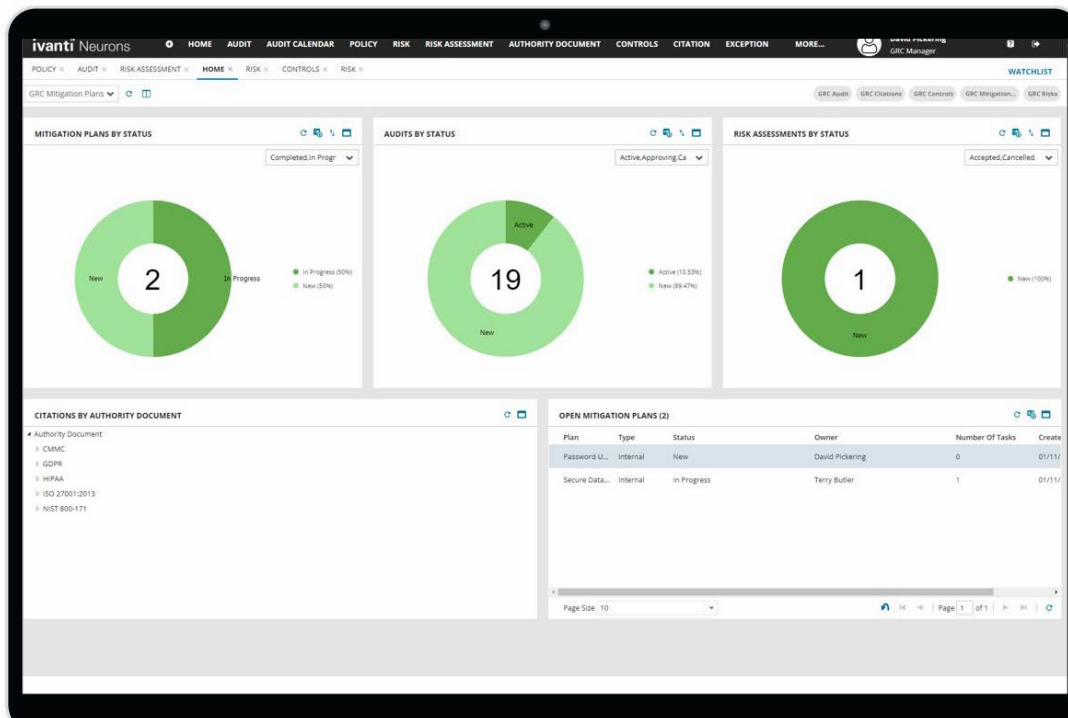 ivanti Neurons
HOME AUDIT AUDIT CALENDAR POLICY RISK RISK ASSESSMENT AUTHORITY DOCUMENT CONTROLS CITATION EXCEPTION MORE...
David Pickering
GRC Manager
POLICY AUDIT RISK ASSESSMENT HOME RISK CONTROLS RISK
WATCHLIST
GRC Mitigation Plans
GRC Audit GRC Citations GRC Controls GRC Mitigation... GRC Risks
MITIGATION PLANS BY STATUS
Completed,In Progr
New
2
In Progress
In Progress (50%)
New (50%)
AUDITS BY STATUS
Active,Approving,Ca
Active
19
New
Active (10.53%)
New (89.47%)
RISK ASSESSMENTS BY STATUS
Accepted,Cancelled,
1
New
New (100%)
CITATIONS BY AUTHORITY DOCUMENT
Authority Document
CMMC
GDPR
HIPAA
ISO 27001:2013
NIST 800-171
OPEN MITIGATION PLANS (2)
Plan Type Status Owner Number Of Tasks Create
Password U... Internal New David Pickering 0 01/11/
Secure Data... Internal In Progress Terry Butler 1 01/11/
Page Size 10
Page 1 of 1